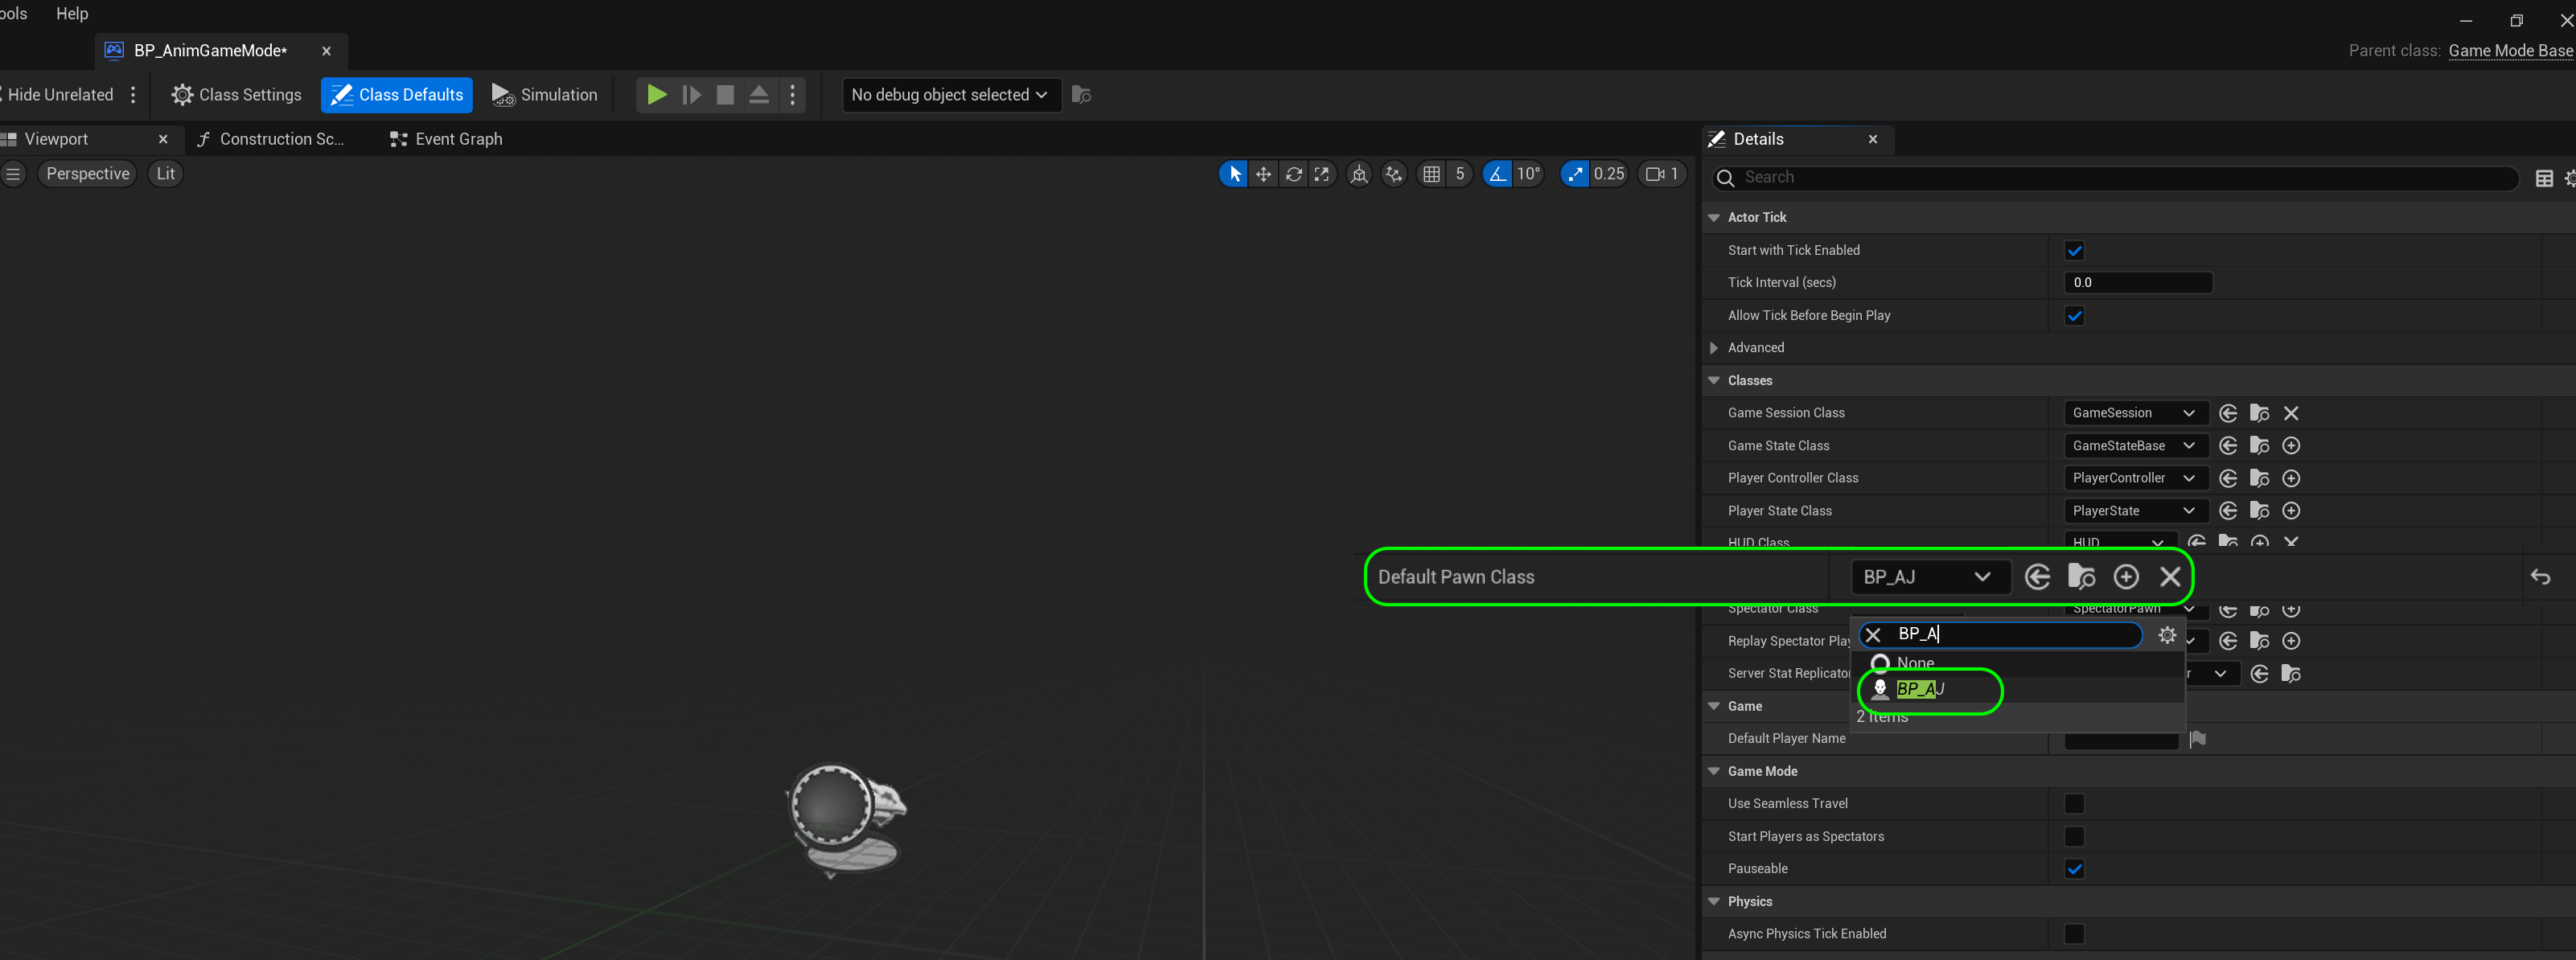 ools Help
BP_AnimGameMode*
Parent class: Game Mode Base
Hide Unrelated Class Settings Class Defaults Simulation No debug object selected
Viewport Construction Sc... Event Graph
Perspective Lit 5 10° 0.25 1
Details
Search
Actor Tick
Start with Tick Enabled
Tick Interval (secs) 0.0
Allow Tick Before Begin Play
Advanced
Classes
Game Session Class GameSession
Game State Class GameStateBase
Player Controller Class PlayerController
Player State Class PlayerState
HUD Class HUD
Default Pawn Class BP_AJ
Spectator Class SpectatorPawn
BP_A
Replay Spectator Play
None
Server Stat Replicator r
BP_AJ
Game
2 items
Default Player Name
Game Mode
Use Seamless Travel
Start Players as Spectators
Pauseable
Physics
Async Physics Tick Enabled